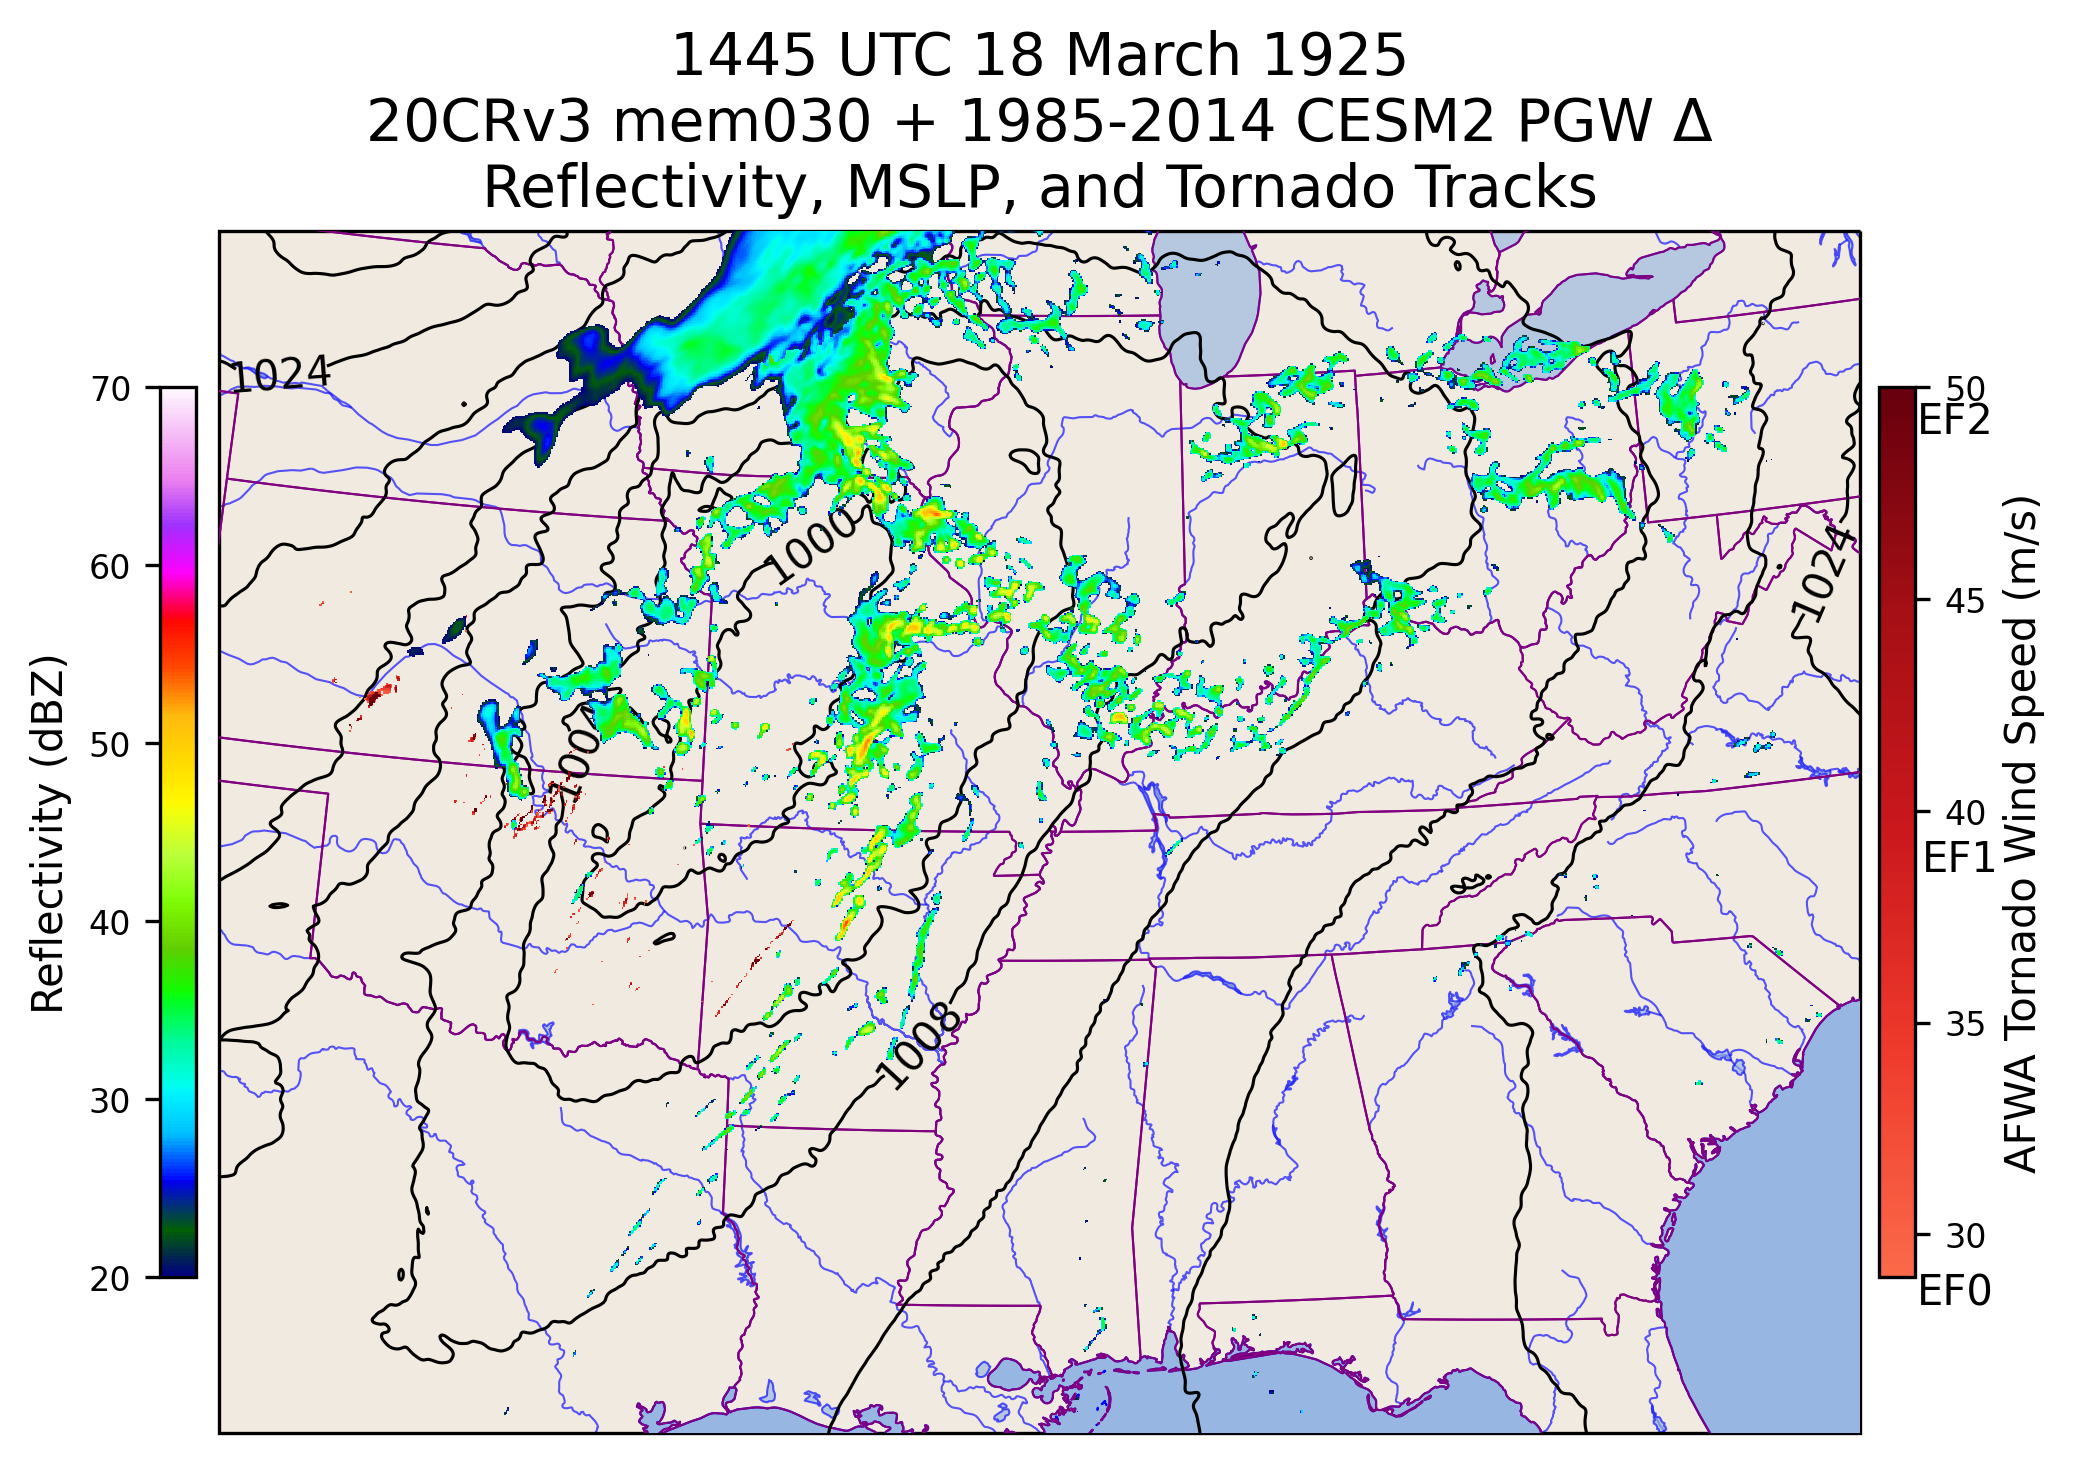 1445 UTC 18 March 1925
20CRv3 mem030 + 1985-2014 CESM2 PGW Δ
Reflectivity, MSLP, and Tornado Tracks
Reflectivity (dBZ)
70
60
50
40
30
20
1024
1000
1004
1008
1024
50
EF2
45
40
EF1
35
30
EF0
AFWA Tornado Wind Speed (m/s)